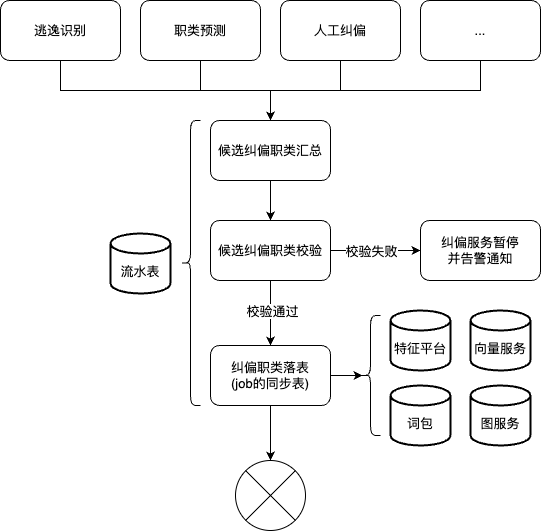 逃逸识别
职类预测
人工纠偏
...
候选纠偏职类汇总
流水表
候选纠偏职类校验
校验失败
纠偏服务暂停
并告警通知
校验通过
纠偏职类落表
(job的同步表)
特征平台
向量服务
词包
图服务